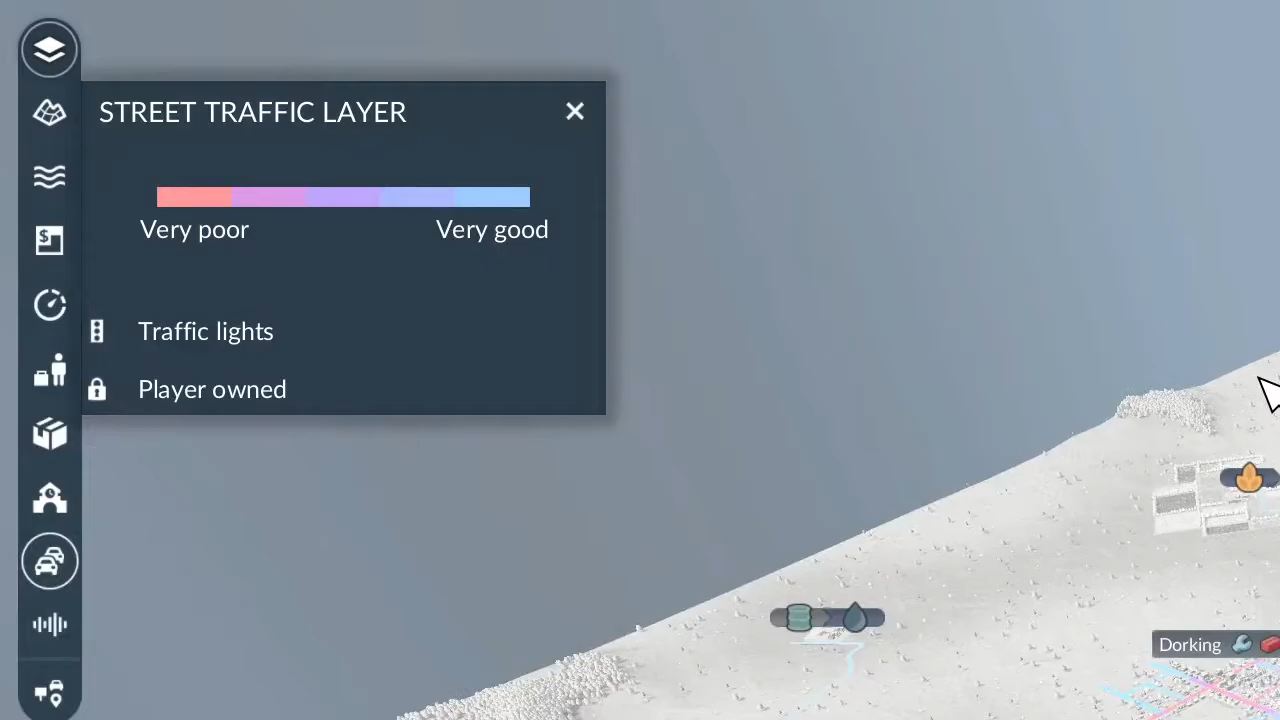 STREET TRAFFIC LAYER
Very poor
Very good
Traffic lights
Player owned
Dorking